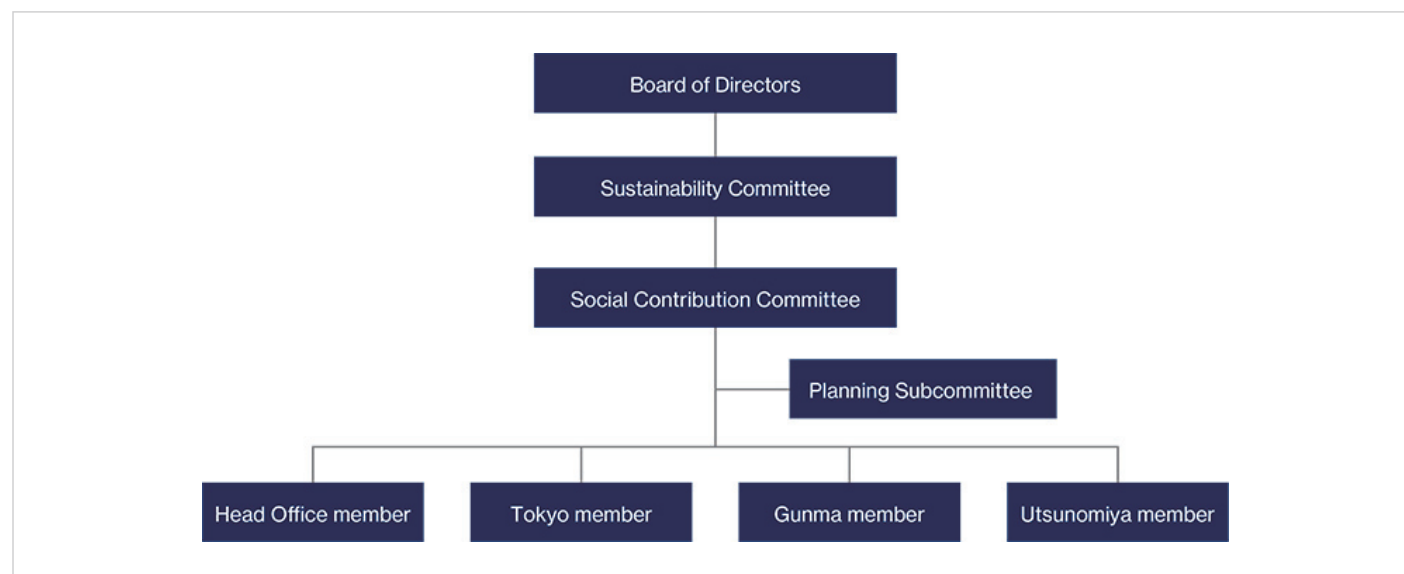 Board of Directors
Sustainability Committee
Social Contribution Committee
Planning Subcommittee
Head Office member
Tokyo member
Gunma member
Utsunomiya member